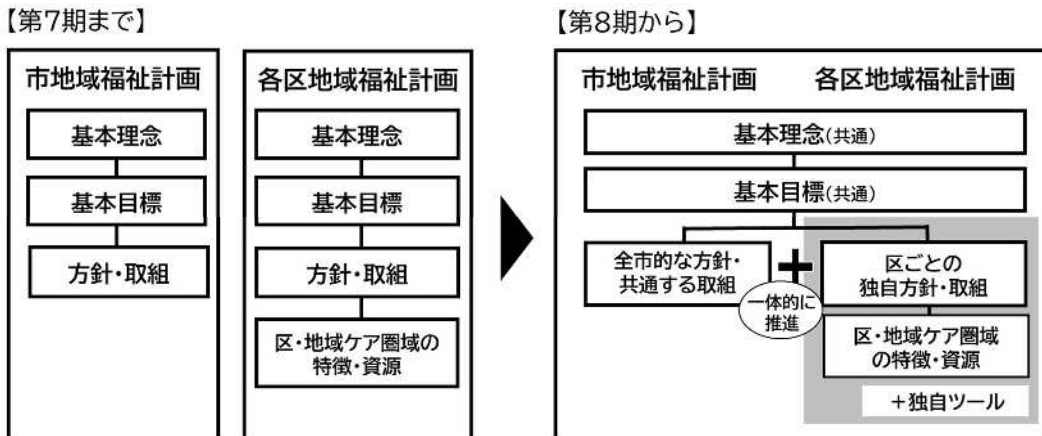 【第7期まで】
市地域福祉計画
基本理念
基本目標
方針・取組
各区地域福祉計画
基本理念
基本目標
方針・取組
区・地域ケア圏域の
特徴・資源
【第8期から】
市地域福祉計画
各区地域福祉計画
基本理念(共通)
基本目標(共通)
全市的な方針・
共通する取組
＋
一体的に
推進
区ごとの
独自方針・取組
区・地域ケア圏域
の特徴・資源
＋独自ツール